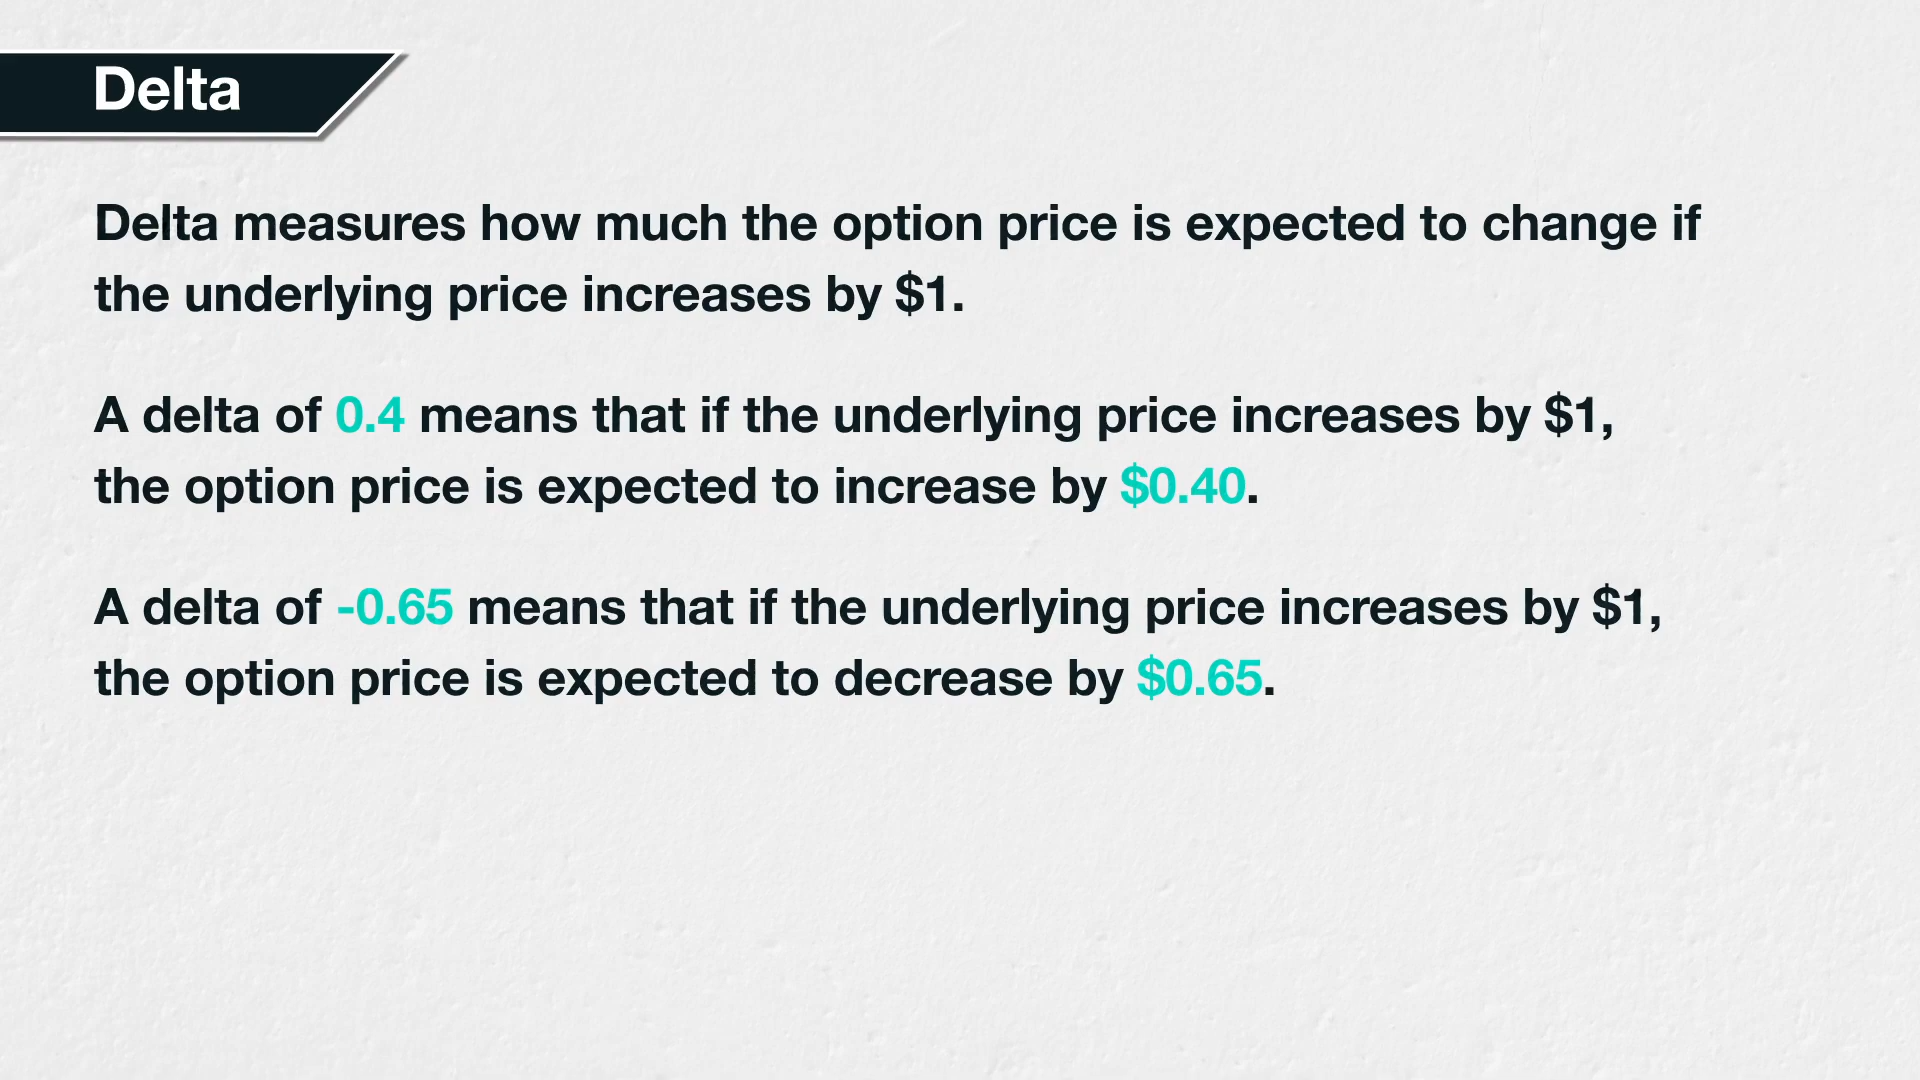 Delta
Delta measures how much the option price is expected to change if
the underlying price increases by $1.
A delta of 0.4 means that if the underlying price increases by $1,
the option price is expected to increase by $0.40.
A delta of -0.65 means that if the underlying price increases by $1,
the option price is expected to decrease by $0.65.